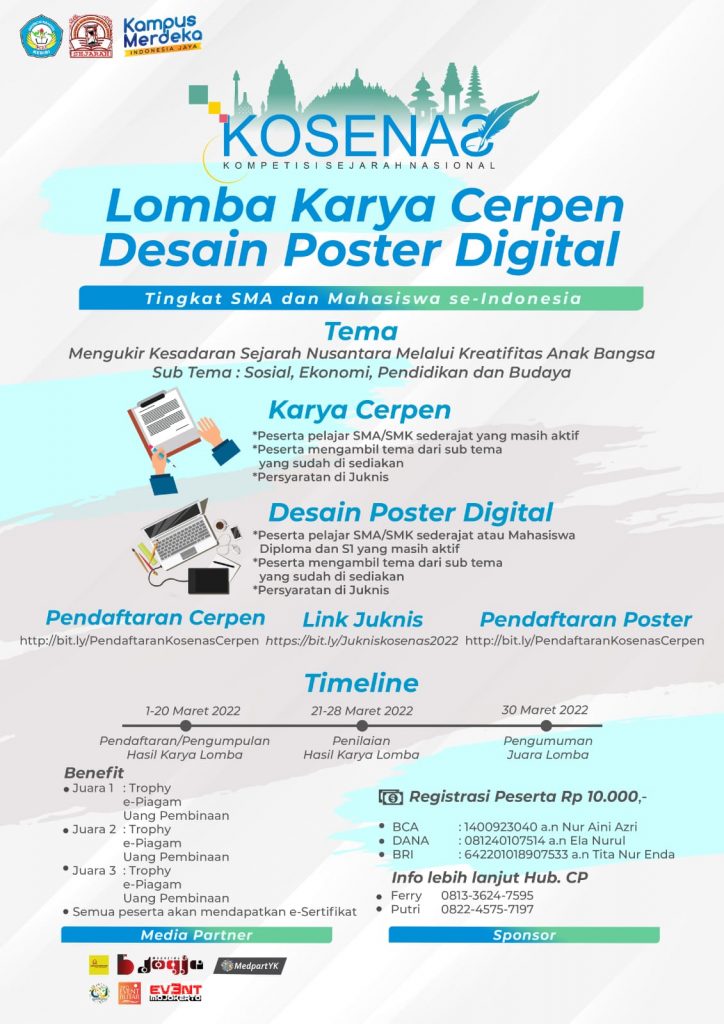 Kampus
Merdeka
INDONESIA JAYA
KOSENAS
KOMPETISI SEJARAH NASIONAL
Lomba Karya Cerpen
Desain Poster Digital
Tingkat SMA dan Mahasiswa se-Indonesia
Tema
Mengukir Kesadaran Sejarah Nusantara Melalui Kreatifitas Anak Bangsa
Sub Tema : Sosial, Ekonomi, Pendidikan dan Budaya
Karya Cerpen
*Peserta pelajar SMA/SMK sederajat yang masih aktif
*Peserta mengambil tema dari sub tema
yang sudah di sediakan
*Persyaratan di Juknis
Desain Poster Digital
*Peserta pelajar SMA/SMK sederajat atau Mahasiswa
Diploma dan S1 yang masih aktif
*Peserta mengambil tema dari sub tema
yang sudah di sediakan
*Persyaratan di Juknis
Pendaftaran Cerpen
http://bit.ly/PendaftaranKosenasCerpen
Link Juknis
https://bit.ly/Jukniskosenas2022
Pendaftaran Poster
http://bit.ly/PendaftaranKosenasCerpen
Timeline
1-20 Maret 2022
Pendaftaran/Pengumpulan
Hasil Karya Lomba
21-28 Maret 2022
Penilaian
Hasil Karya Lomba
30 Maret 2022
Pengumuman
Juara Lomba
Benefit
• Juara 1 : Trophy
e-Piagam
Uang Pembinaan
• Juara 2 : Trophy
e-Piagam
Uang Pembinaan
• Juara 3 : Trophy
e-Piagam
Uang Pembinaan
• Semua peserta akan mendapatkan e-Sertifikat
Registrasi Peserta Rp 10.000,-
• BCA : 1400923040 a.n Nur Aini Azri
• DANA : 081240107514 a.n Ela Nurul
• BRI : 642201018907533 a.n Tita Nur Enda
Info lebih lanjut Hub. CP
• Ferry 0813-3624-7595
• Putri 0822-4575-7197
Media Partner
Jogja
MedpartYK
EVENT
MOJOKERTO
Sponsor